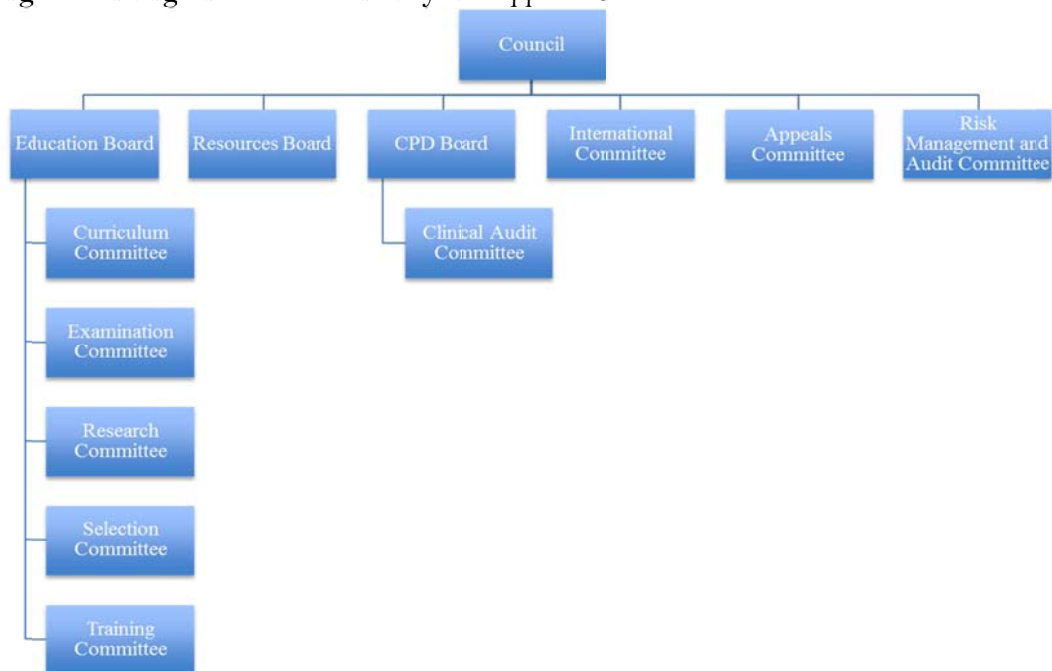 Council
Education Board
Resources Board
CPD Board
International
Committee
Appeals
Committee
Risk
Management and
Audit Committee
Curriculum
Committee
Clinical Audit
Committee
Examination
Committee
Research
Committee
Selection
Committee
Training
Committee